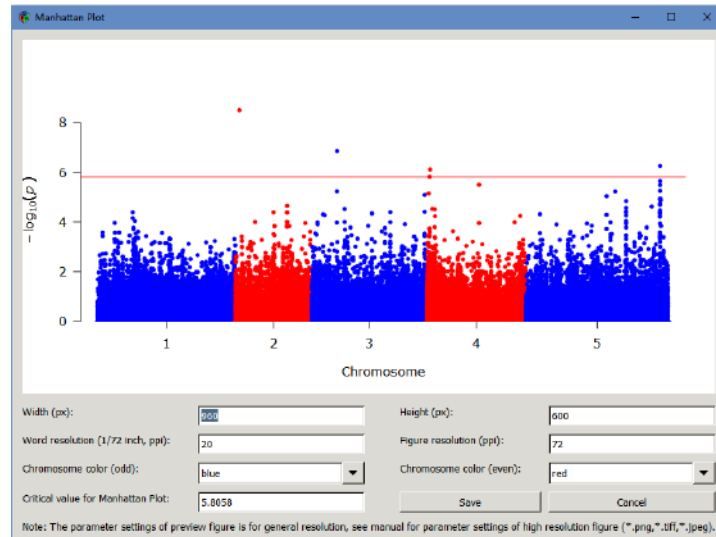 Manhattan Plot
8
6
4
2
0
−log10(p)
1 2 3 4 5
Chromosome
Width (px): 960 Height (px): 600
Word resolution (1/72 inch, ppi): 20 Figure resolution (ppi): 72
Chromosome color (odd): blue Chromosome color (even): red
Critical value for Manhattan Plot: 5.8058 Save Cancel
Note: The parameter settings of preview figure is for general resolution, see manual for parameter settings of high resolution figure (*.png,*.tiff,*.jpeg).